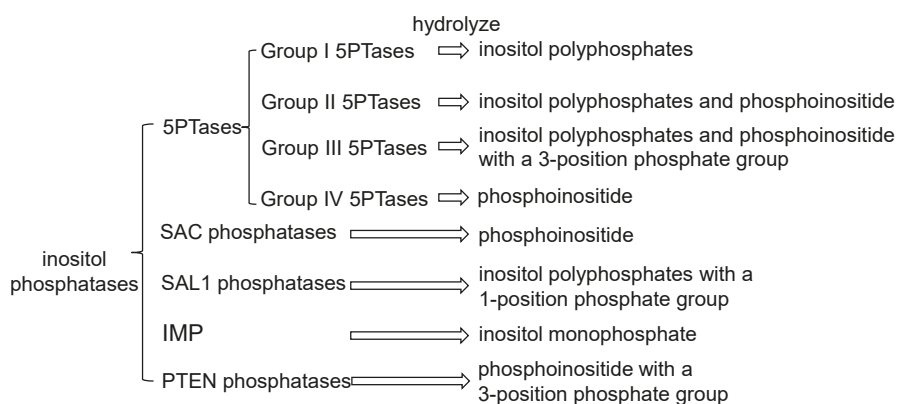 hydrolyze
Group I 5PTases
inositol polyphosphates
Group II 5PTases
inositol polyphosphates and phosphoinositide
5PTases
Group III 5PTases
inositol polyphosphates and phosphoinositide
with a 3-position phosphate group
Group IV 5PTases
phosphoinositide
SAC phosphatases
phosphoinositide
inositol
phosphatases
SAL1 phosphatases
inositol polyphosphates with a
1-position phosphate group
IMP
inositol monophosphate
PTEN phosphatases
phosphoinositide with a
3-position phosphate group